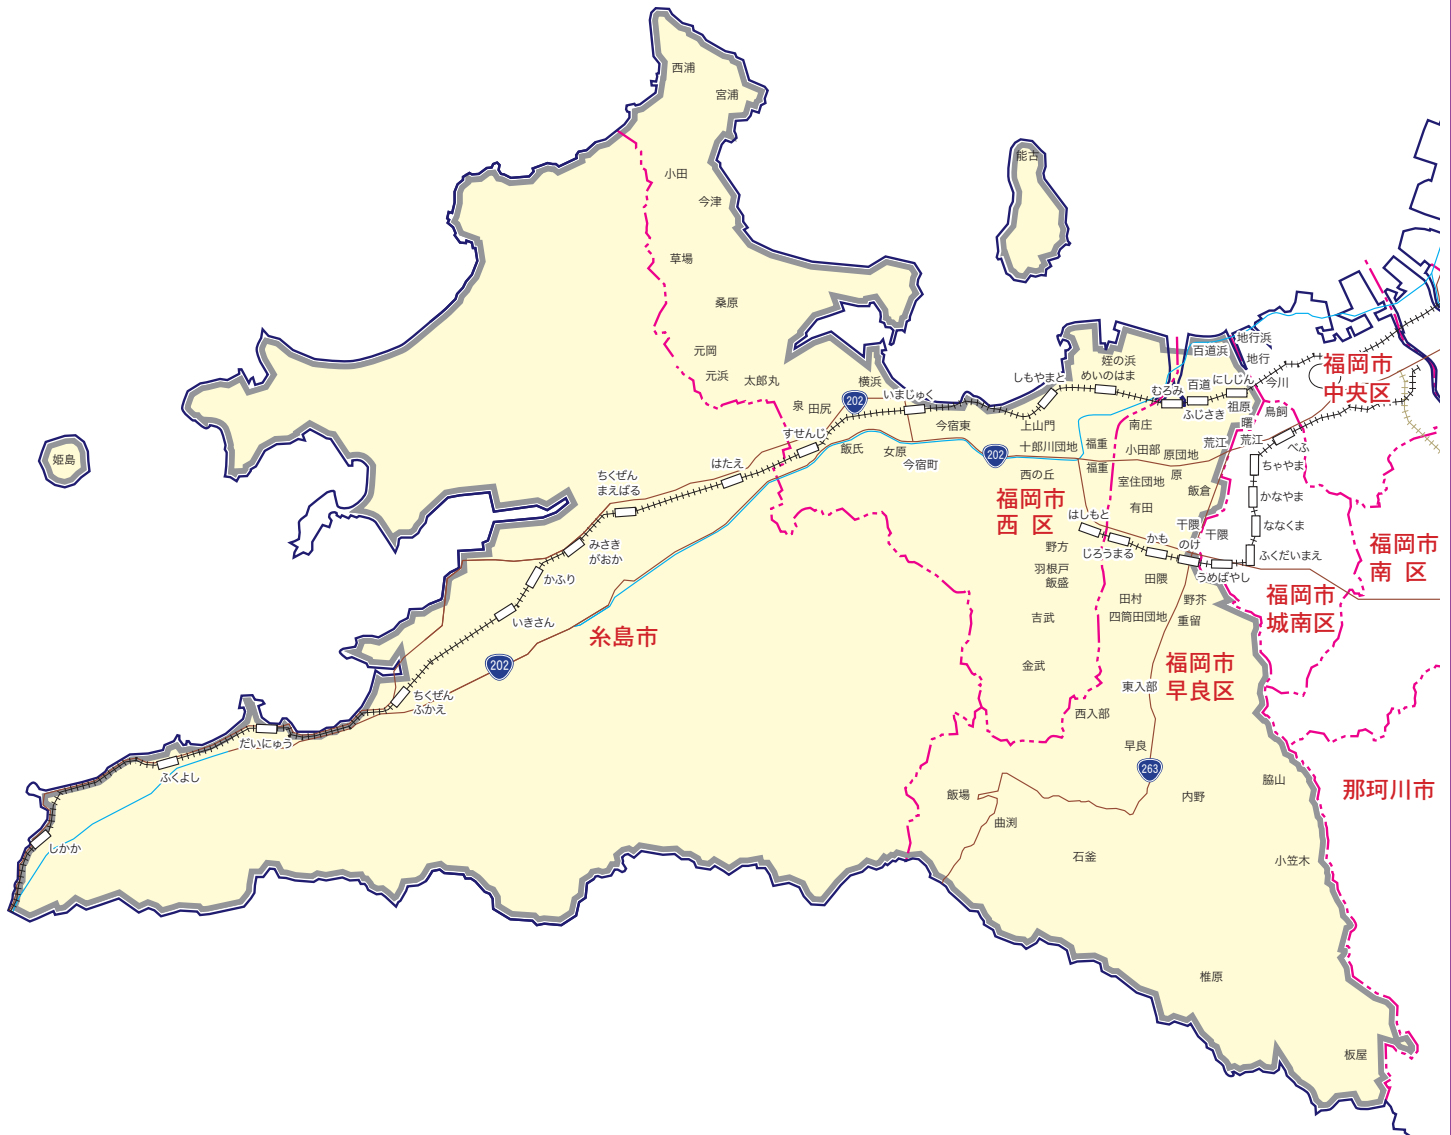 西浦
宮浦
能古
小田
今津
草場
桑原
元岡
元浜
太郎丸
横浜
泉
田尻
202
いまじゅく
しもやまと
姪の浜
めいのはま
むろみ
百道浜
地行浜
地行
百道
にしじん
今川
ふじさき
祖原
鳥飼
曙
福岡市
中央区
すせんじ
飯氏
女原
今宿東
今宿町
202
上山門
十郎川団地
福重
福重
南庄
小田部
原団地
原
荒江
荒江
べふ
ちゃやま
姫島
はたえ
ちくぜん
まえばる
西の丘
室住団地
飯倉
かなやま
福岡市
西 区
有田
はしもと
干隈
干隈
ななくま
みさき
がおか
野方
じろうまる
かも
のけ
うめばやし
ふくだいまえ
福岡市
南 区
かふり
羽根戸
飯盛
田隈
いきさん
吉武
田村
四箇田団地
野芥
重留
福岡市
城南区
糸島市
202
金武
東入部
福岡市
早良区
ちくぜん
ふかえ
西入部
だいにゅう
早良
263
ふくよし
飯場
内野
脇山
那珂川市
しかか
曲渕
石釜
小笠木
椎原
板屋